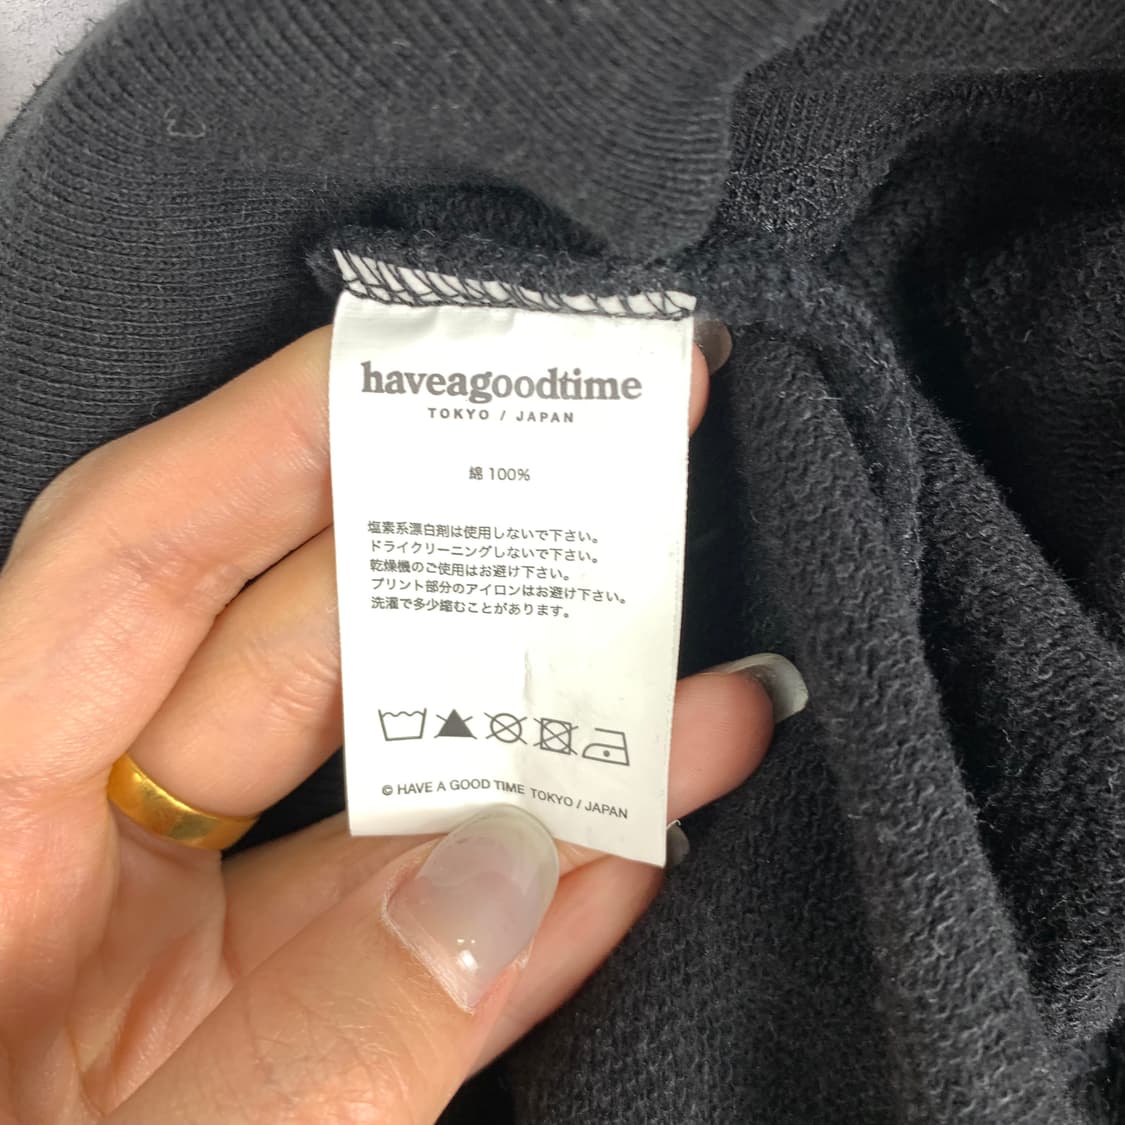 haveagoodtime
TOKYO / JAPAN
綿 100%
塩素系漂白剤は使用しないで下さい。
ドライクリーニングしないで下さい。
乾燥機のご使用はお避け下さい。
プリント部分のアイロンはお避け下さい。
洗濯で多少縮むことがあります。
© HAVE A GOOD TIME TOKYO / JAPAN